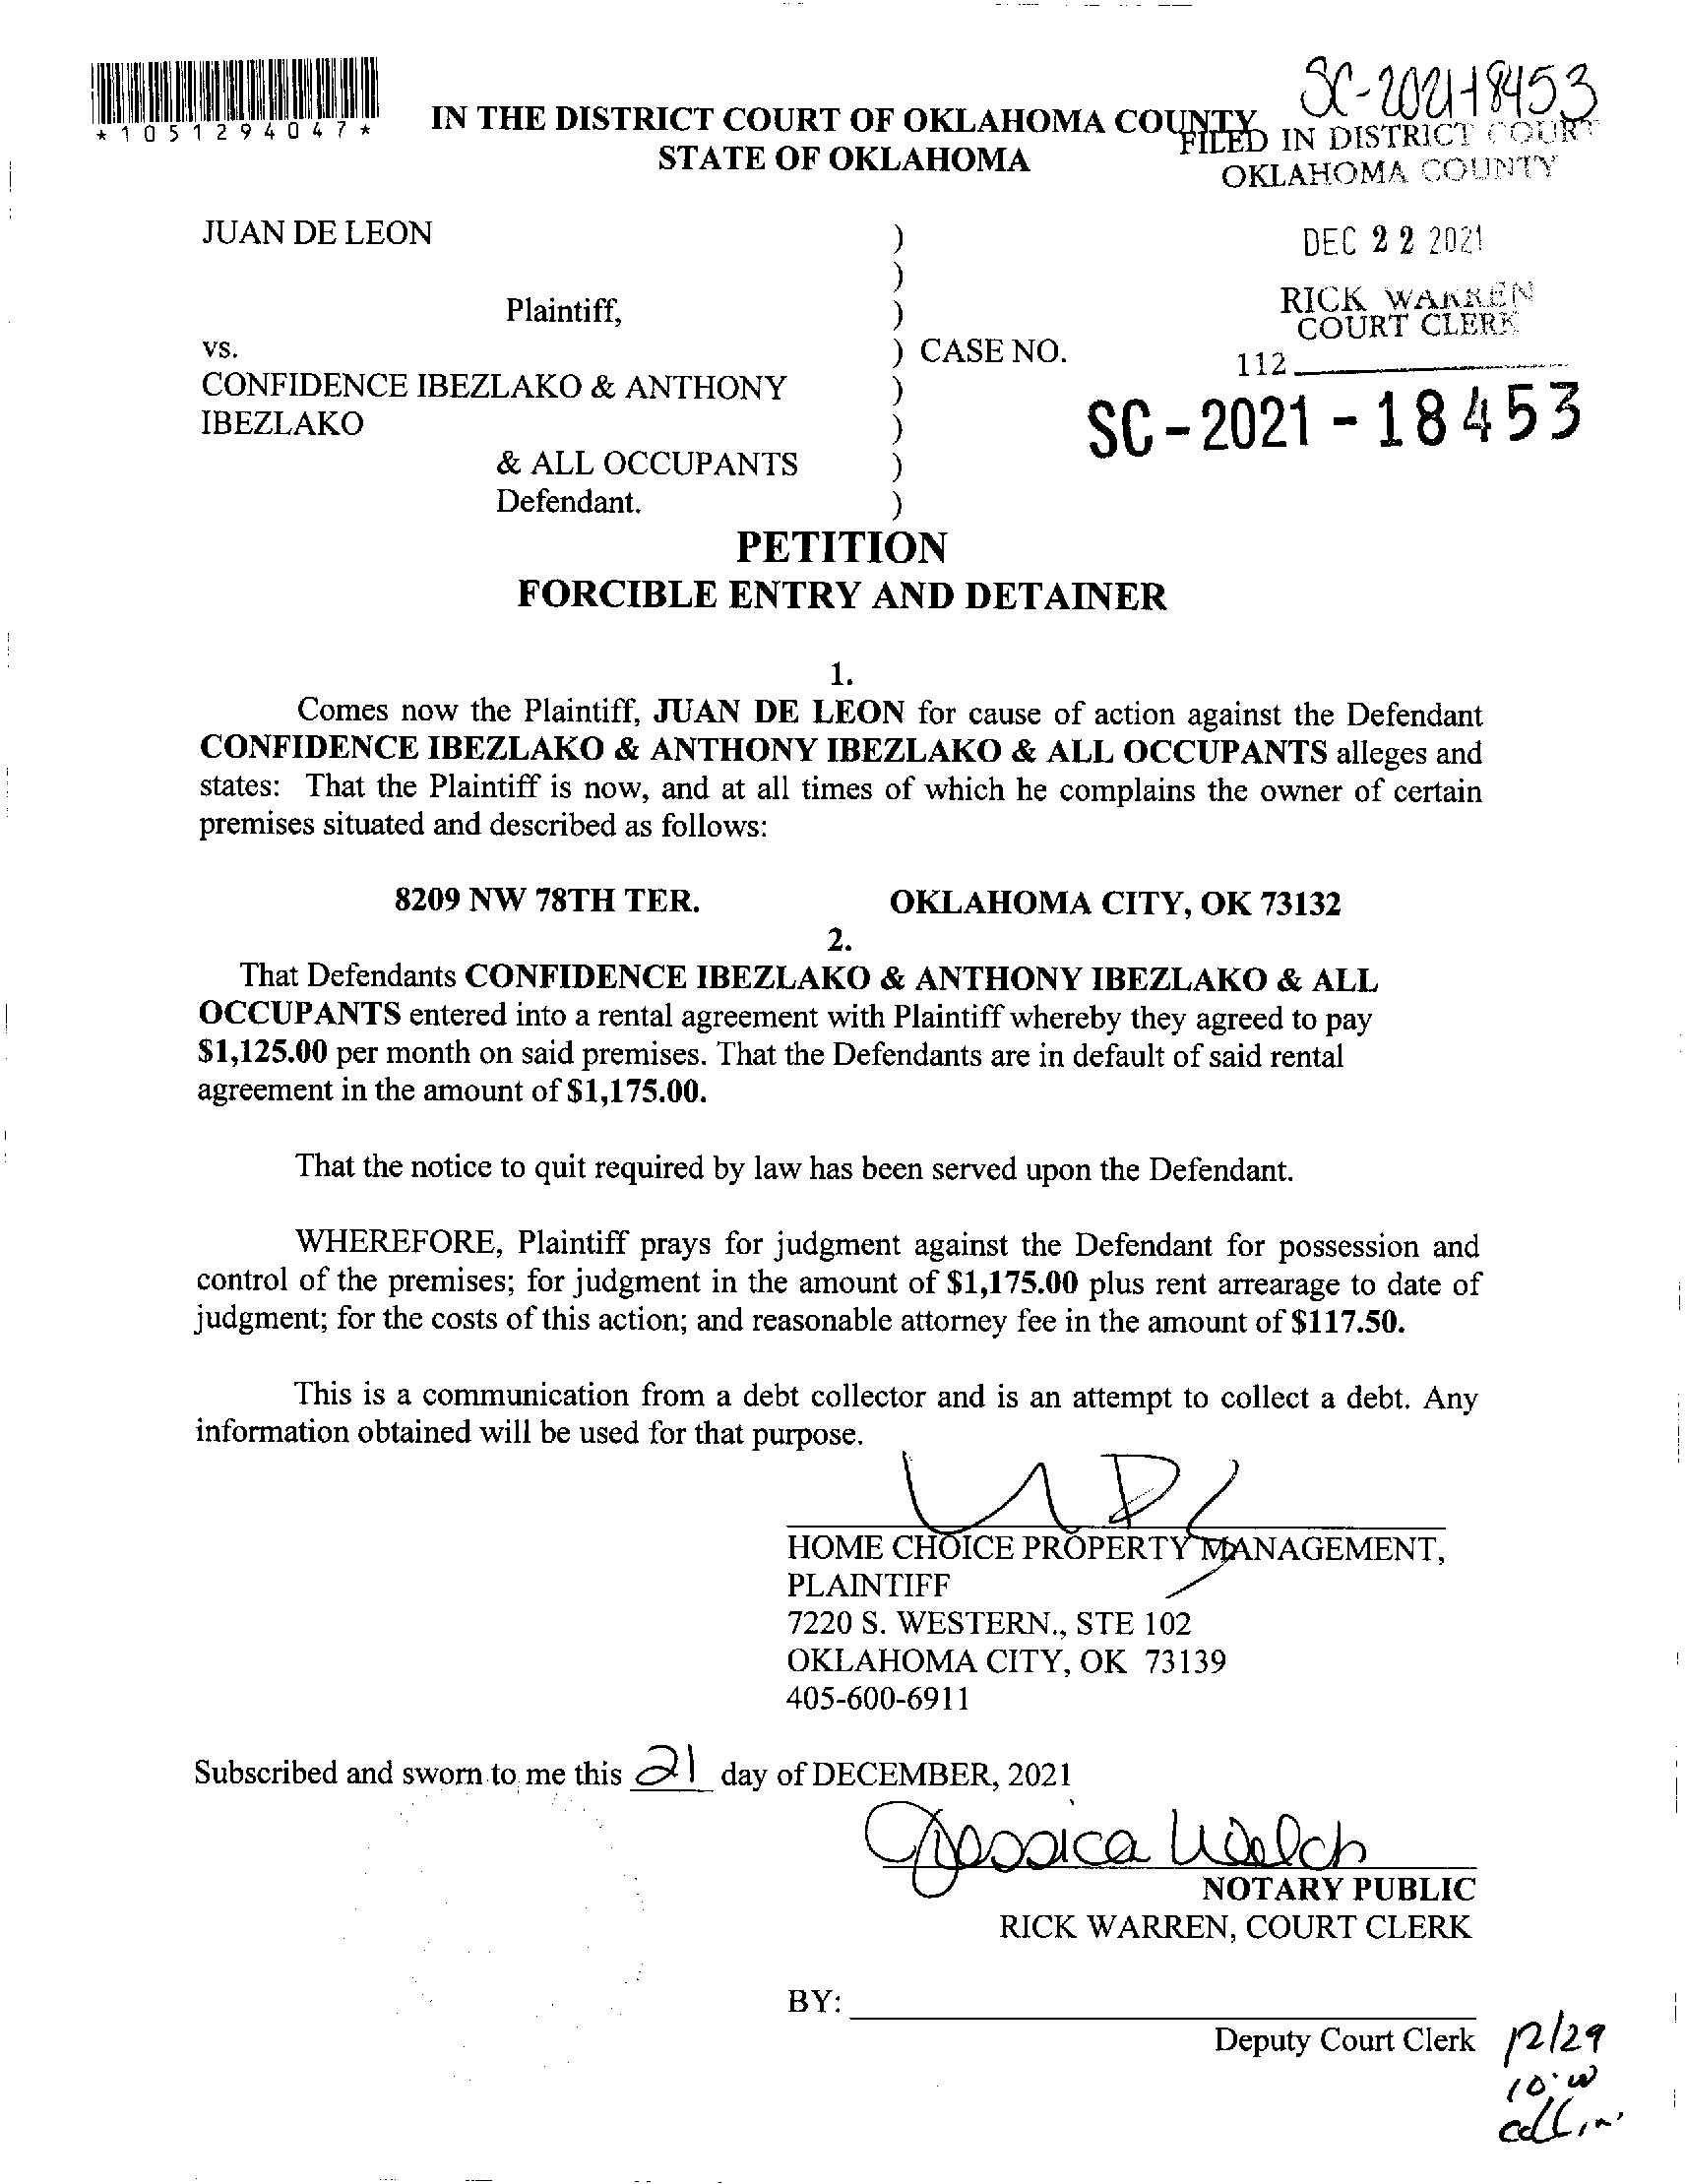 SC-2021-18453
*1051294047*
IN THE DISTRICT COURT OF OKLAHOMA COUNTY
STATE OF OKLAHOMA
FILED IN DISTRICT COURT
OKLAHOMA COUNTY
DEC 22 2021
RICK WARREN
COURT CLERK
112
JUAN DE LEON )
)
Plaintiff, )
vs. ) CASE NO.
SC-2021-18453
CONFIDENCE IBEZLAKO & ANTHONY )
IBEZLAKO )
& ALL OCCUPANTS )
Defendant. )
PETITION
FORCIBLE ENTRY AND DETAINER
1.
Comes now the Plaintiff, JUAN DE LEON for cause of action against the Defendant
CONFIDENCE IBEZLAKO & ANTHONY IBEZLAKO & ALL OCCUPANTS alleges and
states: That the Plaintiff is now, and at all times of which he complains the owner of certain
premises situated and described as follows:
8209 NW 78TH TER. OKLAHOMA CITY, OK 73132
2.
That Defendants CONFIDENCE IBEZLAKO & ANTHONY IBEZLAKO & ALL
OCCUPANTS entered into a rental agreement with Plaintiff whereby they agreed to pay
$1,125.00 per month on said premises. That the Defendants are in default of said rental
agreement in the amount of $1,175.00.
That the notice to quit required by law has been served upon the Defendant.
WHEREFORE, Plaintiff prays for judgment against the Defendant for possession and
control of the premises; for judgment in the amount of $1,175.00 plus rent arrearage to date of
judgment; for the costs of this action; and reasonable attorney fee in the amount of $117.50.
This is a communication from a debt collector and is an attempt to collect a debt. Any
information obtained will be used for that purpose.
HOME CHOICE PROPERTY MANAGEMENT,
PLAINTIFF
7220 S. WESTERN., STE 102
OKLAHOMA CITY, OK 73139
405-600-6911
Subscribed and sworn to me this 21 day of DECEMBER, 2021
Jessica Welch
NOTARY PUBLIC
RICK WARREN, COURT CLERK
BY:
Deputy Court Clerk
12/29